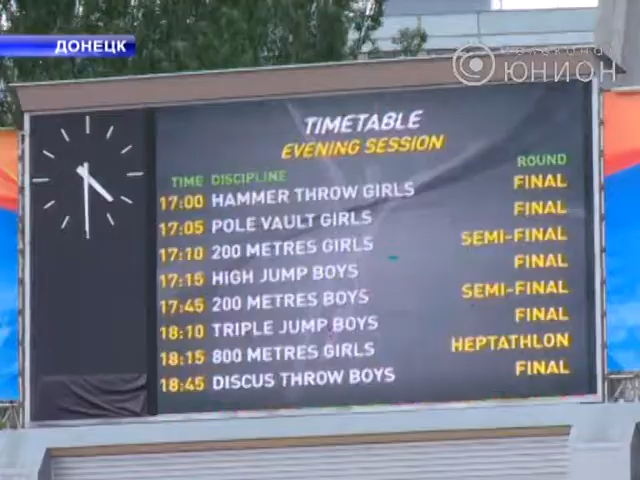 ДОНЕЦК
ЮНИОН
TIMETABLE
EVENING SESSION
TIME DISCIPLINE ROUND
17:00 HAMMER THROW GIRLS FINAL
17:05 POLE VAULT GIRLS FINAL
17:10 200 METRES GIRLS SEMI-FINAL
17:15 HIGH JUMP BOYS FINAL
17:45 200 METRES BOYS SEMI-FINAL
18:10 TRIPLE JUMP BOYS FINAL
18:15 800 METRES GIRLS HEPTATHLON
18:45 DISCUS THROW BOYS FINAL